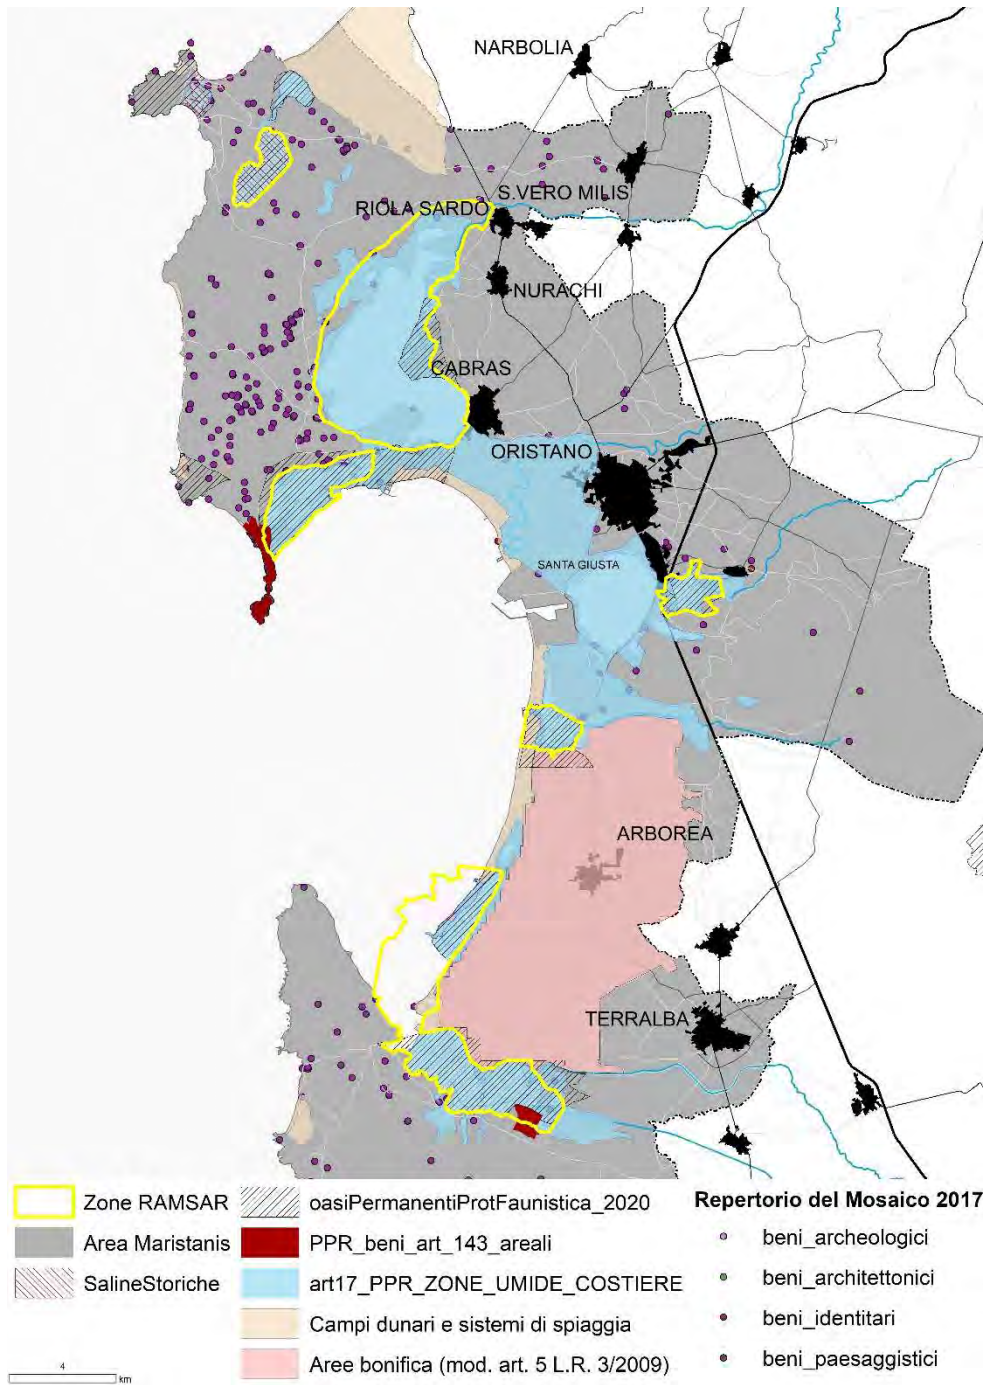 NARBOLIA
S.VERO MILIS
RIOLA SARDO
NURACHI
CABRAS
ORISTANO
SANTA GIUSTA
ARBOREA
TERRALBA
Zone RAMSAR
Area Maristanis
SalineStoriche
oasiPermanentiProtFaunistica_2020
PPR_beni_art_143_areali
art17_PPR_ZONE_UMIDE_COSTIERE
Campi dunari e sistemi di spiaggia
Aree bonifica (mod. art. 5 L.R. 3/2009)
Repertorio del Mosaico 2017
beni_archeologici
beni_architettonici
beni_identitari
beni_paesaggistici
4
km